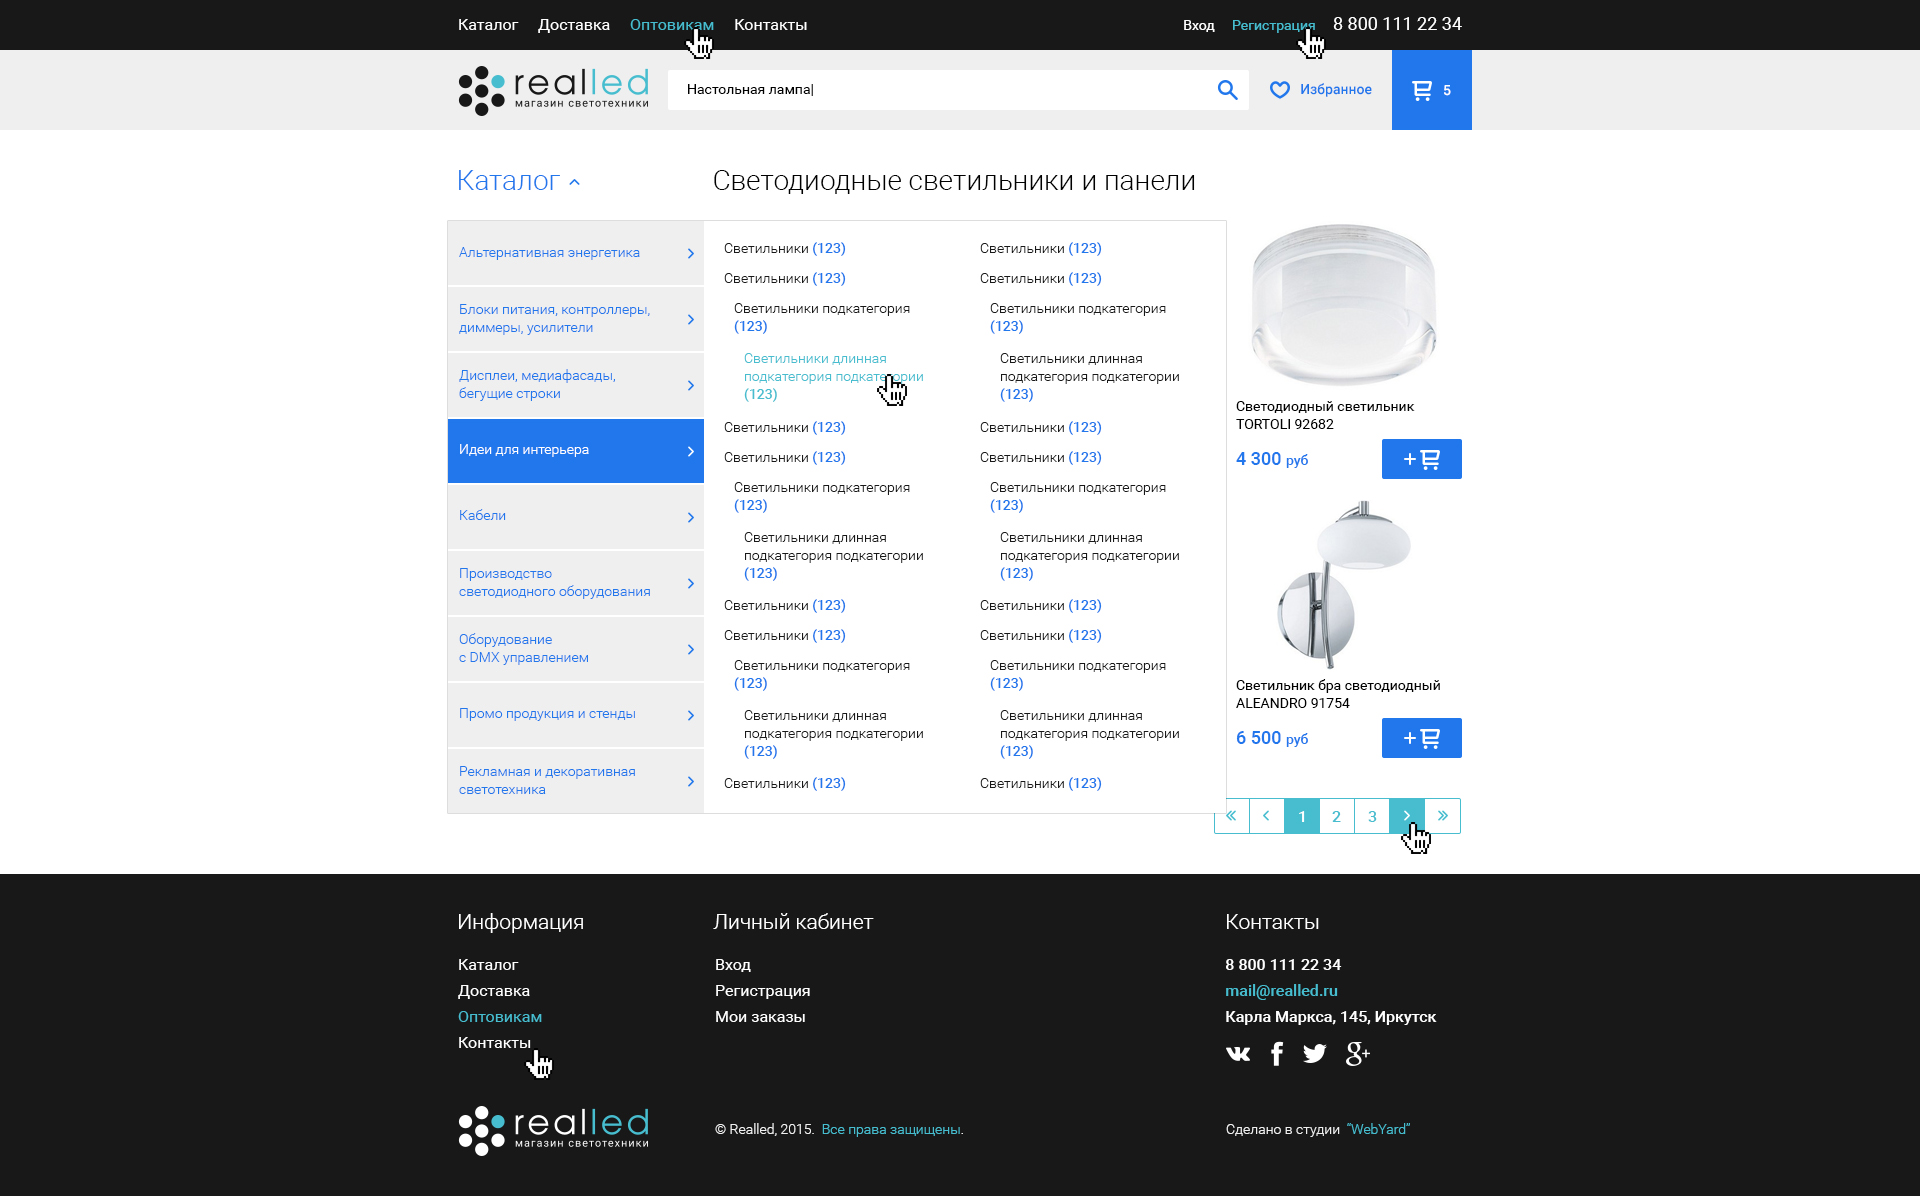 Каталог Доставка Оптовикам Контакты Вход Регистрация 8 800 111 22 34
realled
магазин светотехники
Настольная лампа
Избранное
5
Каталог
Светодиодные светильники и панели
Альтернативная энергетика
Блоки питания, контроллеры,
диммеры, усилители
Дисплеи, медиафасады,
бегущие строки
Идеи для интерьера
Кабели
Производство
светодиодного оборудования
Оборудование
с DMX управлением
Промо продукция и стенды
Рекламная и декоративная
светотехника
Светильники (123)
Светильники (123)
Светильники подкатегория
(123)
Светильники длинная
подкатегория подкатегории
(123)
Светильники (123)
Светильники (123)
Светильники подкатегория
(123)
Светильники длинная
подкатегория подкатегории
(123)
Светильники (123)
Светильники (123)
Светильники подкатегория
(123)
Светильники длинная
подкатегория подкатегории
(123)
Светильники (123)
Светильники (123)
Светильники (123)
Светильники подкатегория
(123)
Светильники длинная
подкатегория подкатегории
(123)
Светильники (123)
Светильники (123)
Светильники подкатегория
(123)
Светильники длинная
подкатегория подкатегории
(123)
Светильники (123)
Светильники (123)
Светильники подкатегория
(123)
Светильники длинная
подкатегория подкатегории
(123)
Светильники (123)
Светодиодный светильник
TORTOLI 92682
4 300 руб
Светильник бра светодиодный
ALEANDRO 91754
6 500 руб
« ‹ 1 2 3 › »
Информация
Каталог
Доставка
Оптовикам
Контакты
Личный кабинет
Вход
Регистрация
Мои заказы
Контакты
8 800 111 22 34
mail@realled.ru
Карла Маркса, 145, Иркутск
realled
магазин светотехники
© Realled, 2015. Все права защищены.
Сделано в студии "WebYard"